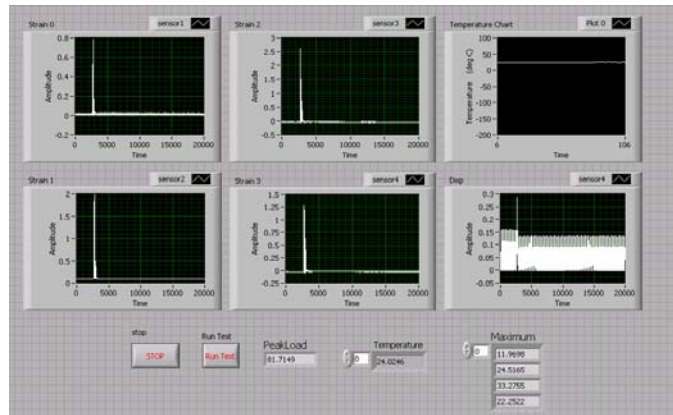 Strain 0
sensor1
0.8-
0.6-
0.4-
0.2-
0-
-0.2-
Amplitude
0 5000 10000 15000 20000
Time
Strain 2
sensor3
3-
2.5-
2-
1.5-
1-
0.5-
0-
-0.5-
Amplitude
0 5000 10000 15000 20000
Time
Temperature Chart
Plot 0
100-
50-
0-
-50-
-100-
-150-
-200-
Temperature (deg C)
6 106
Time
Strain 1
sensor2
2-
1.5-
1-
0.5-
0-
Amplitude
0 5000 10000 15000 20000
Time
Strain 3
sensor4
1.5-
1.25-
1-
0.75-
0.5-
0.25-
0-
-0.25-
Amplitude
0 5000 10000 15000 20000
Time
Disp
sensor4
0.3-
0.25-
0.2-
0.15-
0.1-
0.05-
0-
-0.05-
Amplitude
0 5000 10000 15000 20000
Time
stop
STOP
Run Test
Run Test
PeakLoad
81.7149
Temperature
0
24.0246
Maximum
0
11.9698
24.5165
33.2755
22.2522